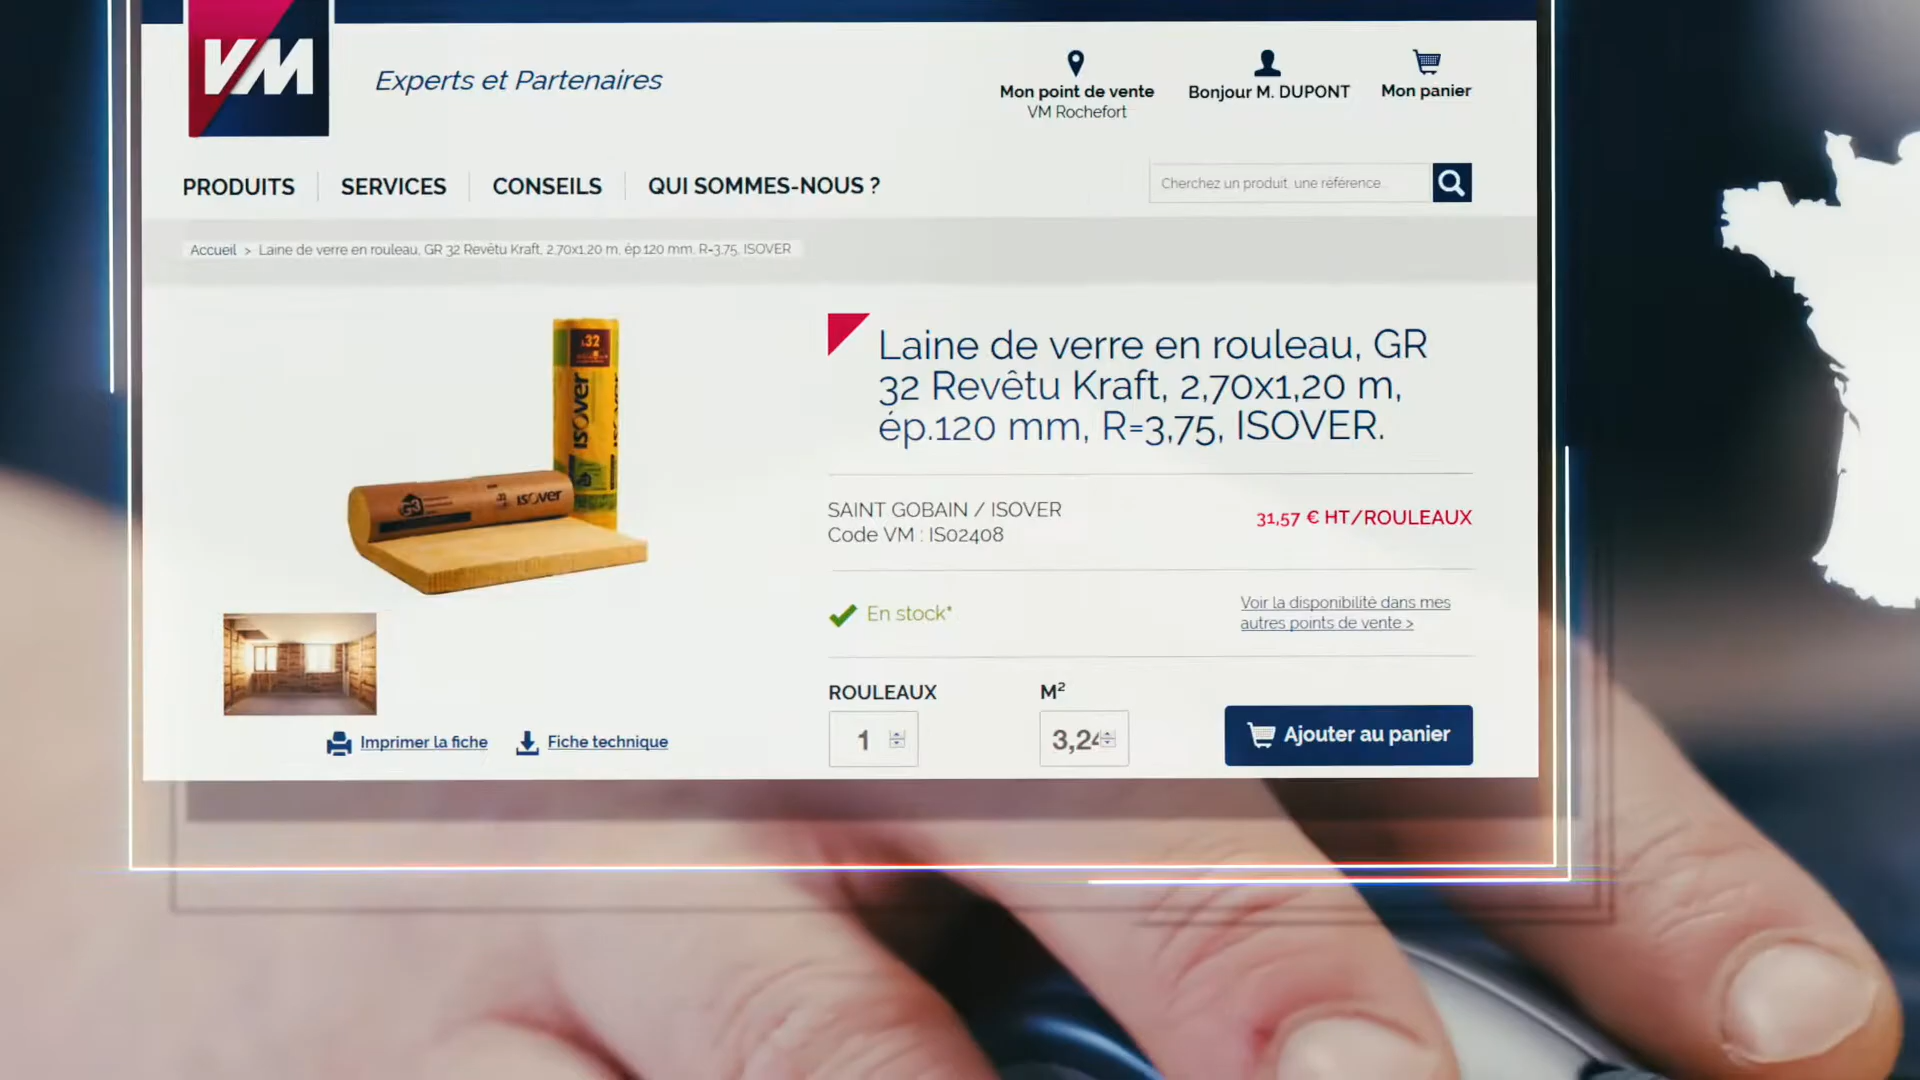 VM
Experts et Partenaires
Mon point de vente
VM Rochefort
Bonjour M. DUPONT
Mon panier
PRODUITS
SERVICES
CONSEILS
QUI SOMMES-NOUS ?
Cherchez un produit, une référence..
Accueil > Laine de verre en rouleau, GR 32 Revêtu Kraft, 2,70x1,20 m, ép.120 mm, R=3,75, ISOVER
32
isover
isover
G3
isover
Laine de verre en rouleau, GR
32 Revêtu Kraft, 2,70x1,20 m,
ép.120 mm, R=3,75, ISOVER.
SAINT GOBAIN / ISOVER
Code VM : IS02408
31,57 € HT/ROULEAUX
En stock*
Voir la disponibilité dans mes
autres points de vente >
ROULEAUX
M²
1
3,24
Ajouter au panier
Imprimer la fiche
Fiche technique